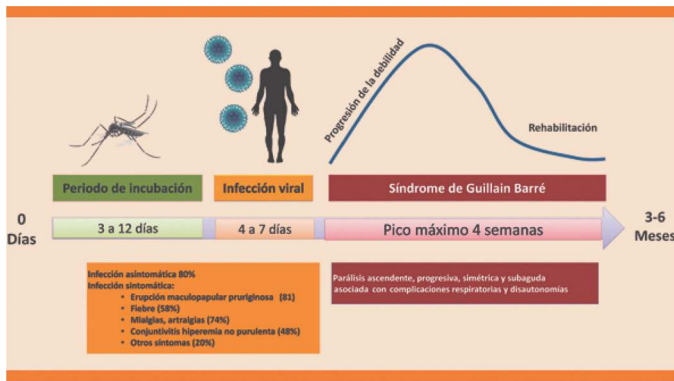 Progresión de la debilidad
Rehabilitación
Periodo de incubación
Infección viral
Síndrome de Guillain Barré
0
Días
3 a 12 días
4 a 7 días
Pico máximo 4 semanas
3-6
Meses
Infección asintomática 80%
Infección sintomática:
• Erupción maculopapular pruriginosa (81)
• Fiebre (58%)
• Mialgias, artralgias (74%)
• Conjuntivitis hiperemia no purulenta (48%)
• Otros síntomas (20%)
Parálisis ascendente, progresiva, simétrica y subaguda
asociada con complicaciones respiratorias y disautonomías